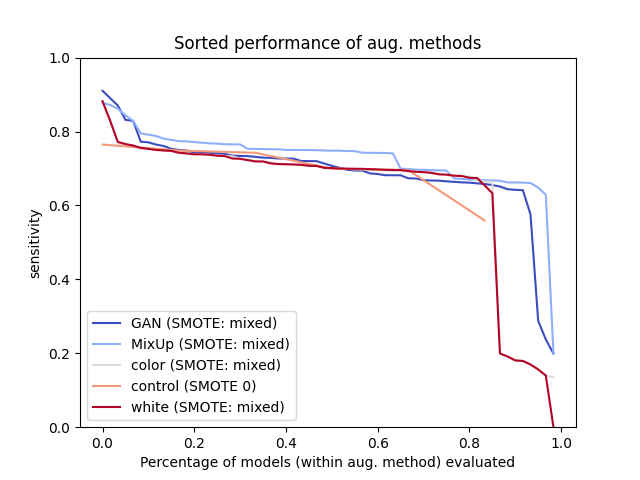 Sorted performance of aug. methods
1.0
0.8
0.6
0.4
0.2
0.0
sensitivity
GAN (SMOTE: mixed)
MixUp (SMOTE: mixed)
color (SMOTE: mixed)
control (SMOTE 0)
white (SMOTE: mixed)
0.0 0.2 0.4 0.6 0.8 1.0
Percentage of models (within aug. method) evaluated